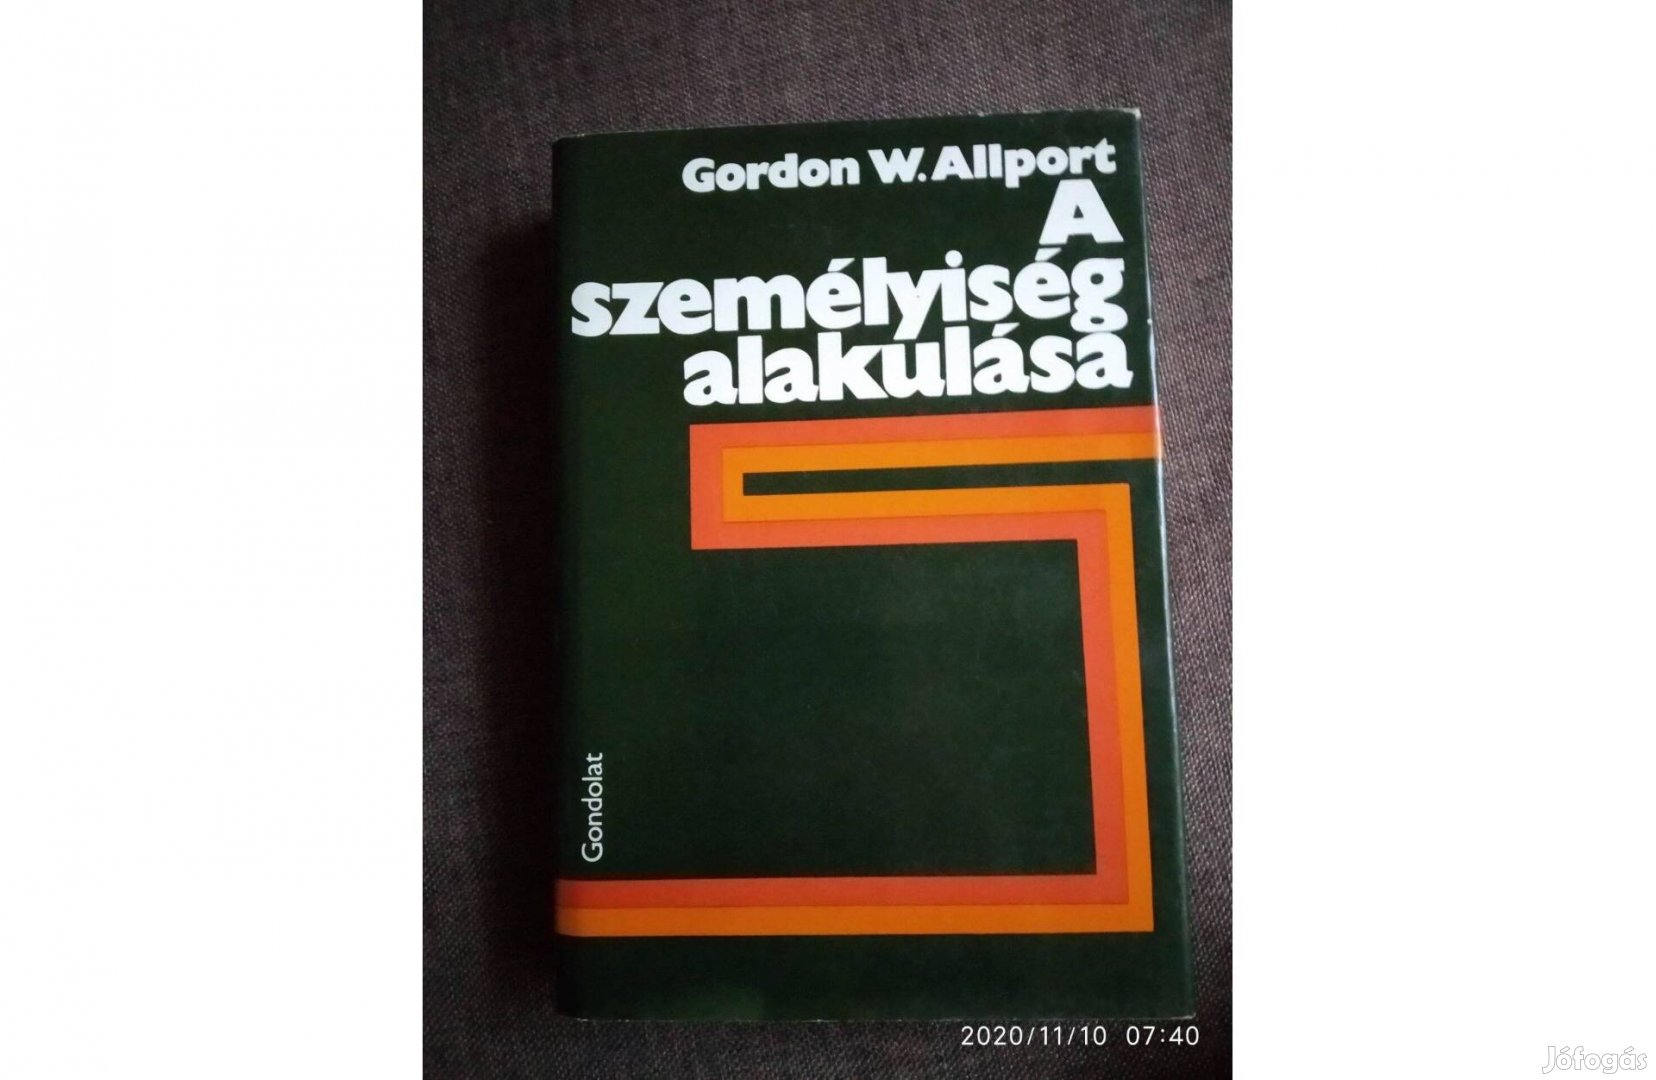 Gordon W. Allport
A
személyiség
alakulása
Gondolat
2020/11/10 07:40
Jófogás